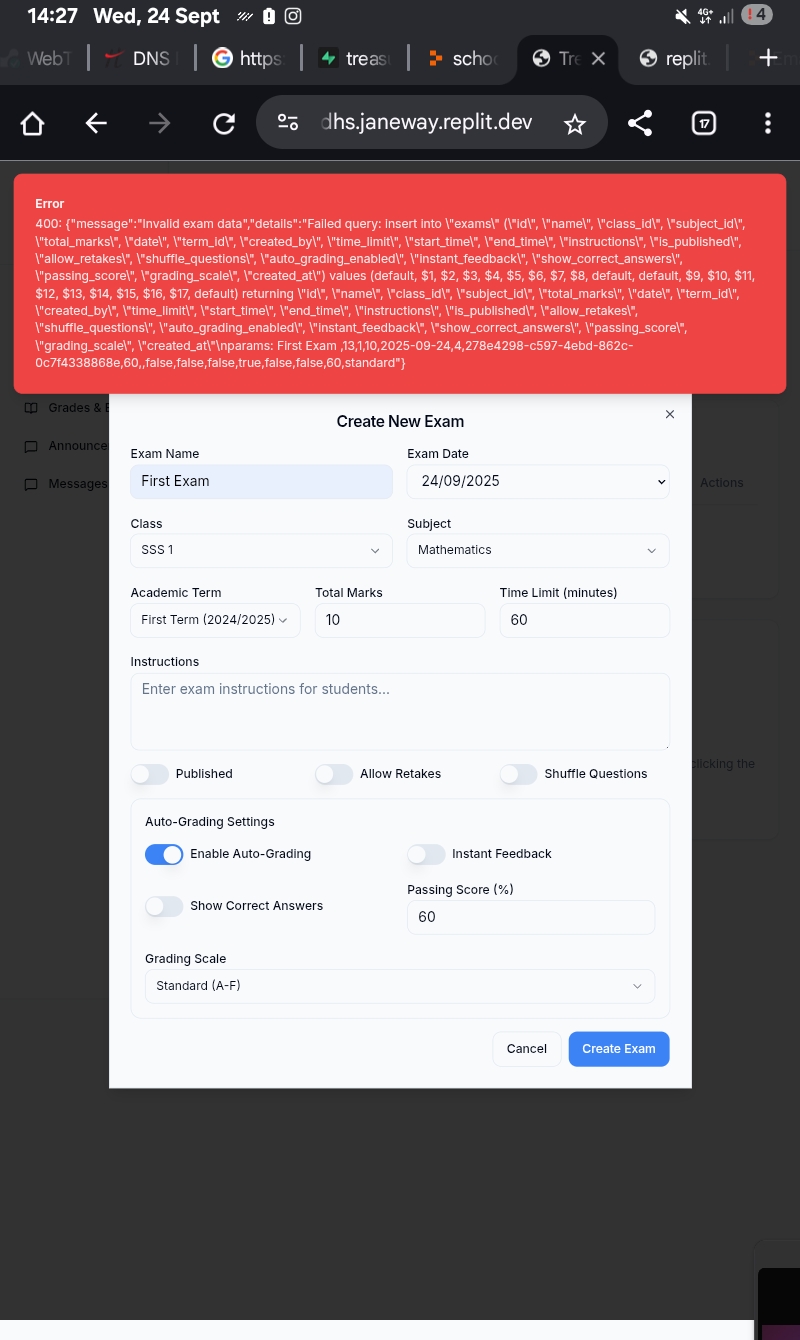 14:27 Wed, 24 Sept
4G+
! 4
WebT
DNS
https:
treas
schoo
Tre
replit.
Em
dhs.janeway.replit.dev
17
Error
400: {"message":"Invalid exam data","details":"Failed query: insert into \"exams\" (\"id\", \"name\", \"class_id\", \"subject_id\",
\"total_marks\", \"date\", \"term_id\", \"created_by\", \"time_limit\", \"start_time\", \"end_time\", \"instructions\", \"is_published\",
\"allow_retakes\", \"shuffle_questions\", \"auto_grading_enabled\", \"instant_feedback\", \"show_correct_answers\",
\"passing_score\", \"grading_scale\", \"created_at\") values (default, $1, $2, $3, $4, $5, $6, $7, $8, default, default, $9, $10, $11,
$12, $13, $14, $15, $16, $17, default) returning \"id\", \"name\", \"class_id\", \"subject_id\", \"total_marks\", \"date\", \"term_id\",
\"created_by\", \"time_limit\", \"start_time\", \"end_time\", \"instructions\", \"is_published\", \"allow_retakes\",
\"shuffle_questions\", \"auto_grading_enabled\", \"instant_feedback\", \"show_correct_answers\", \"passing_score\",
\"grading_scale\", \"created_at\"\nparams: First Exam ,13,1,10,2025-09-24,4,278e4298-c597-4ebd-862c-
0c7f4338868e,60,,false,false,false,true,false,false,60,standard"}
Grades & E
Announce
Messages
Actions
clicking the
Create New Exam
Exam Name
Exam Date
First Exam
24/09/2025
Class
Subject
SSS 1
Mathematics
Academic Term
Total Marks
Time Limit (minutes)
First Term (2024/2025)
10
60
Instructions
Enter exam instructions for students...
Published
Allow Retakes
Shuffle Questions
Auto-Grading Settings
Enable Auto-Grading
Instant Feedback
Show Correct Answers
Passing Score (%)
60
Grading Scale
Standard (A-F)
Cancel
Create Exam